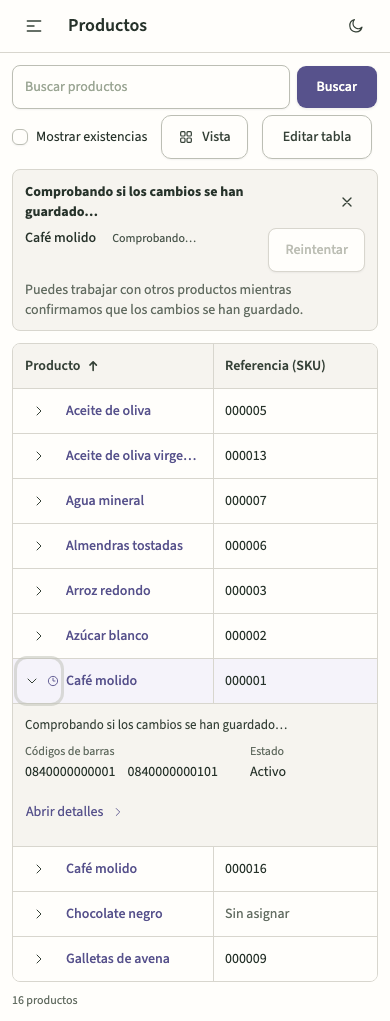 Productos
Buscar productos
Buscar
Mostrar existencias
Vista
Editar tabla
Comprobando si los cambios se han
guardado…
Café molido Comprobando…
Reintentar
Puedes trabajar con otros productos mientras
confirmamos que los cambios se han guardado.
Producto Referencia (SKU)
Aceite de oliva 000005
Aceite de oliva virge… 000013
Agua mineral 000007
Almendras tostadas 000006
Arroz redondo 000003
Azúcar blanco 000002
Café molido 000001
Comprobando si los cambios se han guardado…
Códigos de barras Estado
0840000000001 0840000000101 Activo
Abrir detalles
Café molido 000016
Chocolate negro Sin asignar
Galletas de avena 000009
16 productos